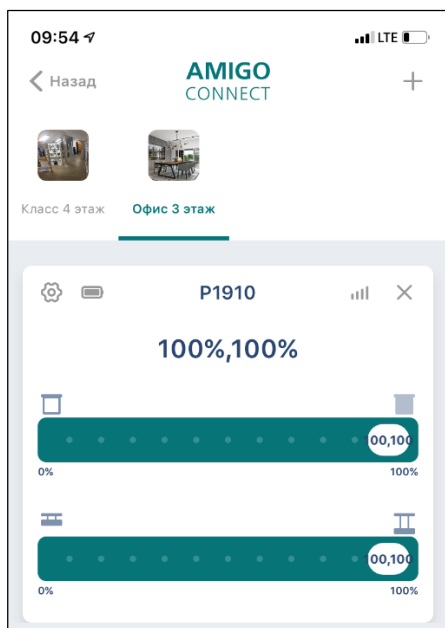 09:54 LTE
Назад
AMIGO
CONNECT
Класс 4 этаж
Офис 3 этаж
P1910
100%,100%
00,100
0%
100%
00,100
0%
100%